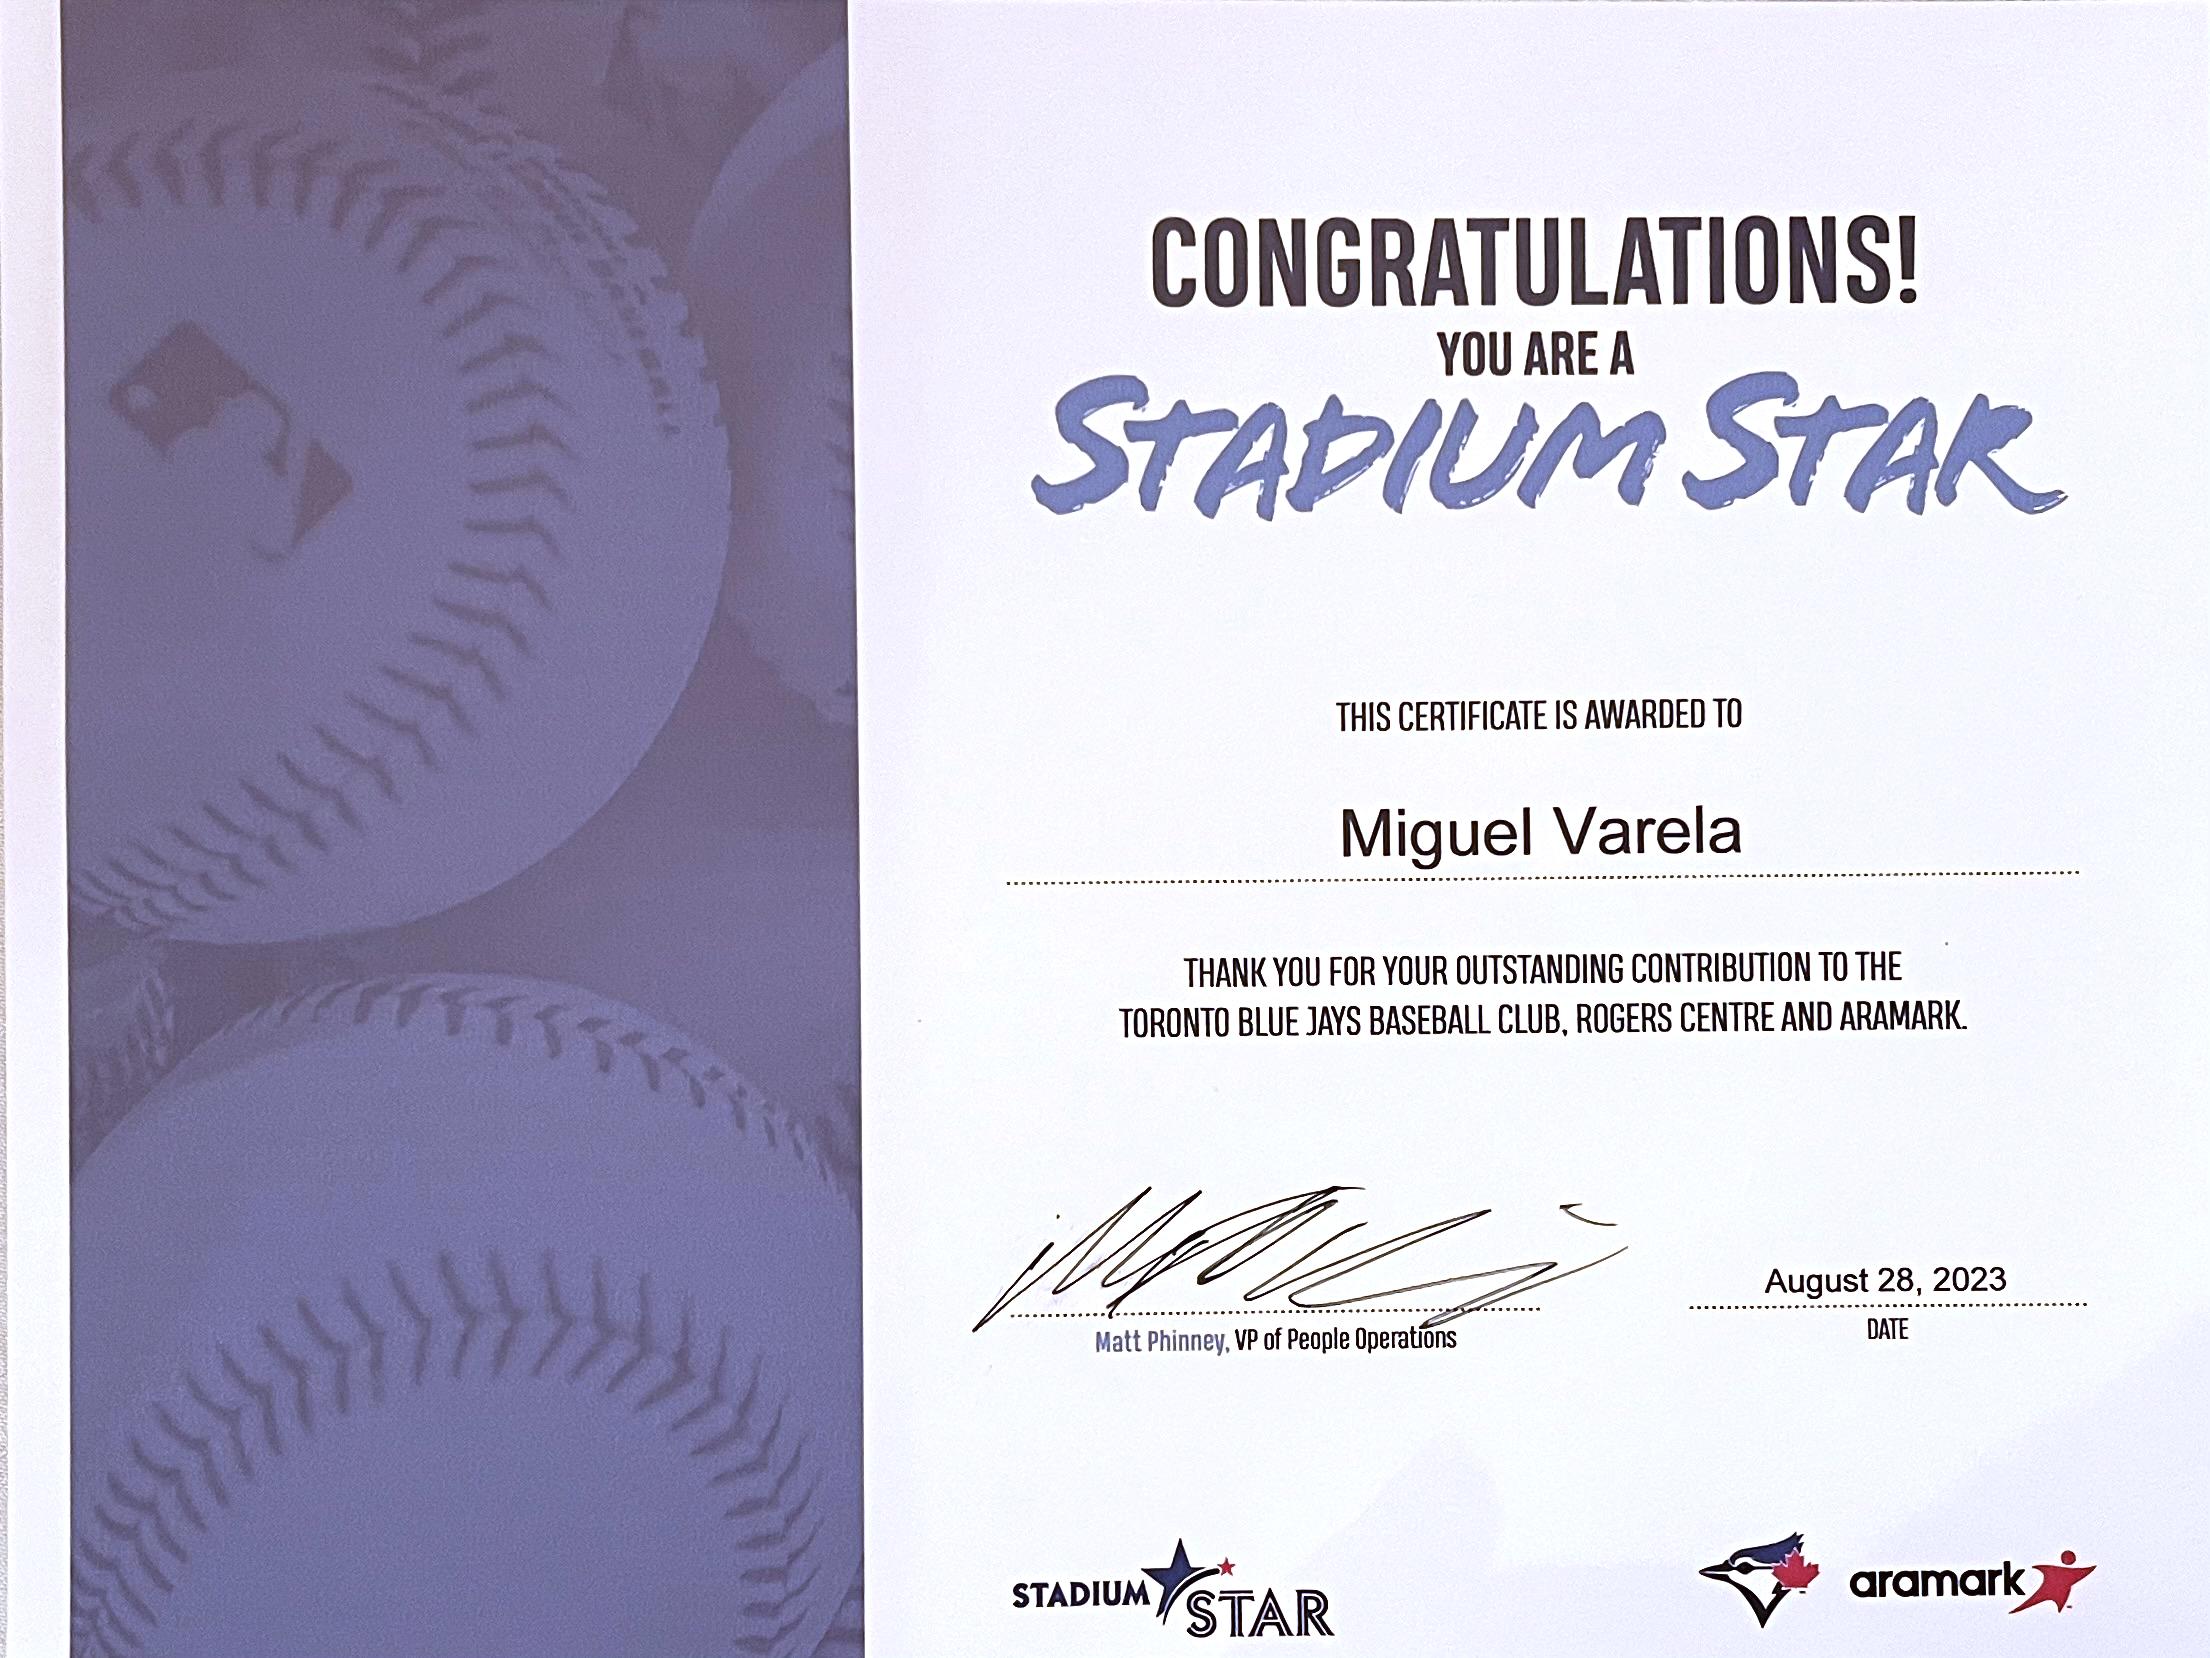 CONGRATULATIONS!
YOU ARE A
STADIUM STAR
THIS CERTIFICATE IS AWARDED TO
Miguel Varela
THANK YOU FOR YOUR OUTSTANDING CONTRIBUTION TO THE
TORONTO BLUE JAYS BASEBALL CLUB, ROGERS CENTRE AND ARAMARK.
Matt Phinney, VP of People Operations
August 28, 2023
DATE
STADIUM STAR
aramark